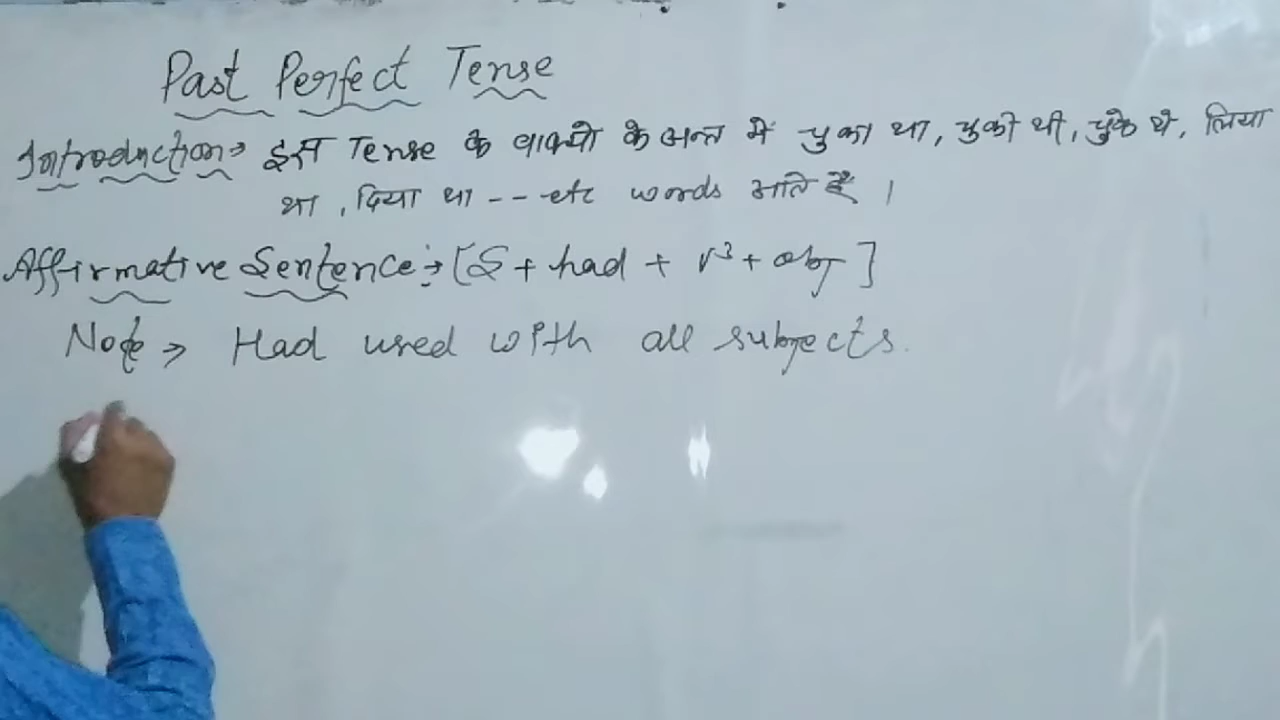 Past Perfect Tense
Introduction→ इस Tense के वाक्यो के अन्त में चुका था, चुकी थी, चुके थे, लिया
था, दिया था --- etc words आते हैं ।
Affirmative Sentence:→ [S + had + v³ + obj]
Note → Had used with all subjects.